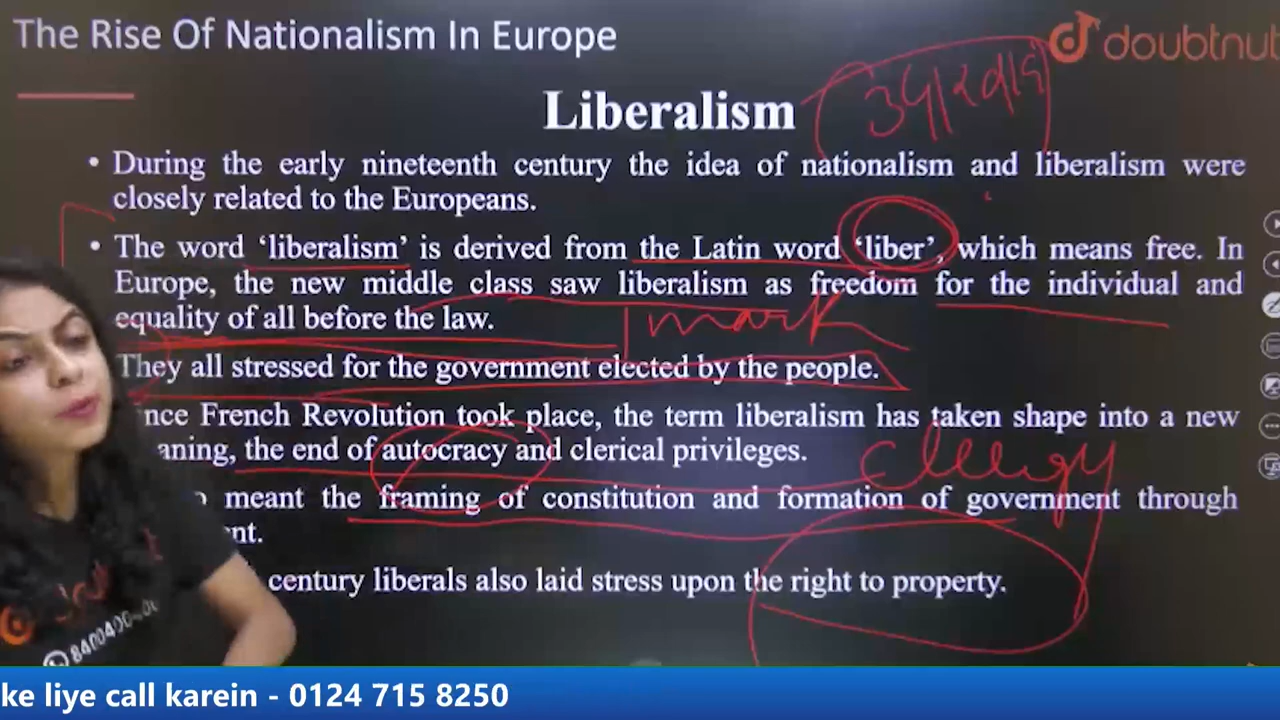 The Rise Of Nationalism In Europe
doubtnut
Liberalism
उदारवाद
• During the early nineteenth century the idea of nationalism and liberalism were
closely related to the Europeans.
• The word ‘liberalism’ is derived from the Latin word ‘liber’, which means free. In
Europe, the new middle class saw liberalism as freedom for the individual and
equality of all before the law.
1 mark
They all stressed for the government elected by the people.
nce French Revolution took place, the term liberalism has taken shape into a new
aning, the end of autocracy and clerical privileges.
clergy
meant the framing of constitution and formation of government through
nt.
century liberals also laid stress upon the right to property.
ke liye call karein - 0124 715 8250